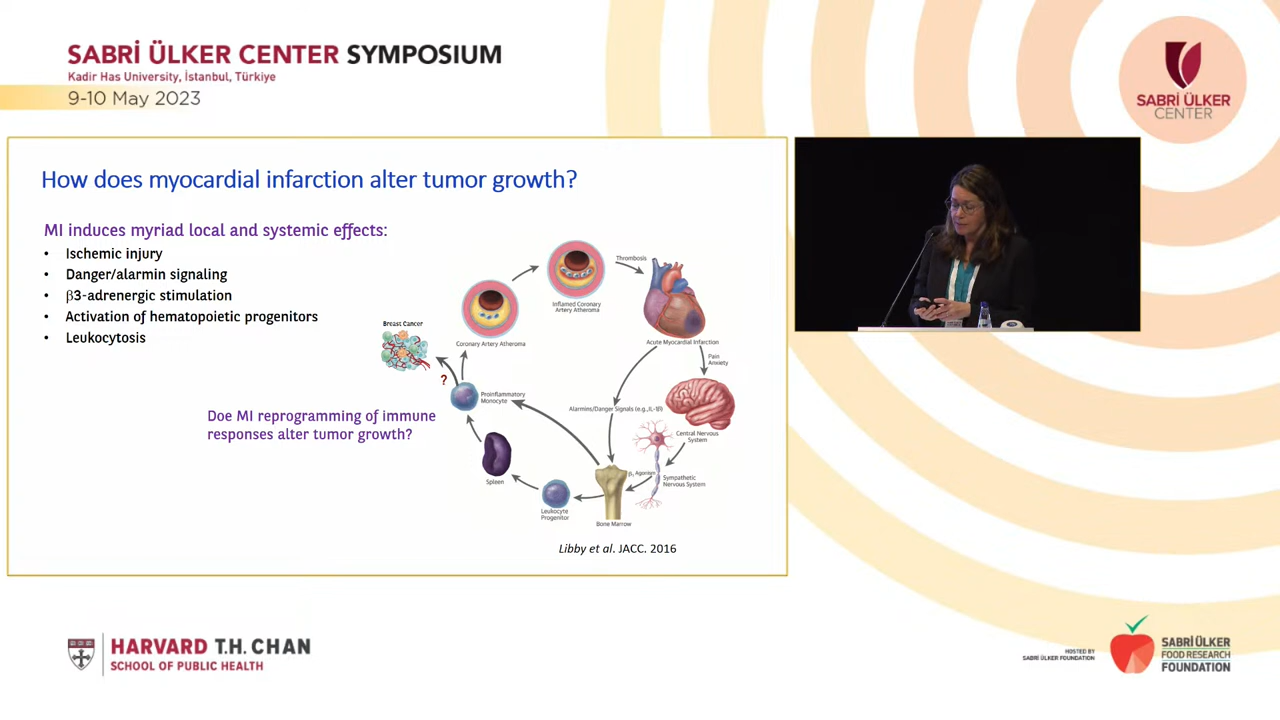 SABRİ ÜLKER CENTER SYMPOSIUM
Kadir Has University, İstanbul, Türkiye
9-10 May 2023
SABRİ ÜLKER
CENTER
How does myocardial infarction alter tumor growth?
MI induces myriad local and systemic effects:
• Ischemic injury
• Danger/alarmin signaling
• β3-adrenergic stimulation
• Activation of hematopoietic progenitors
• Leukocytosis
Doe MI reprogramming of immune
responses alter tumor growth?
Breast Cancer
?
Coronary Artery Atheroma
Inflamed Coronary
Artery Atheroma
Thrombosis
Acute Myocardial Infarction
Pain
Anxiety
Proinflammatory
Monocyte
Alarmins/Danger Signals (e.g.,IL-1β)
Central Nervous
System
Sympathetic
Nervous System
β3 Agonism
Spleen
Leukocyte
Progenitor
Bone Marrow
Libby et al. JACC. 2016
HARVARD T.H. CHAN
SCHOOL OF PUBLIC HEALTH
HOSTED BY
SABRİ ÜLKER FOUNDATION
SABRİ ÜLKER
FOOD RESEARCH
FOUNDATION